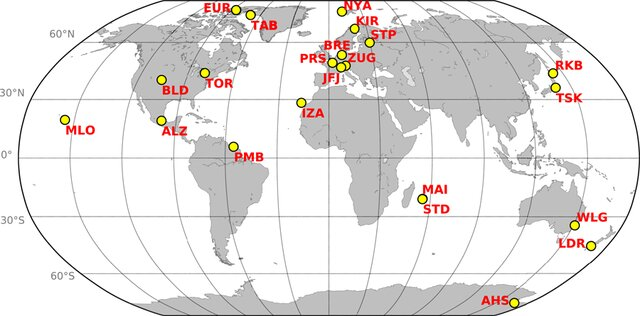 EUR
TAB
NYA
KIR
STP
60°N
BRE
PRS
ZUG
JFJ
RKB
BLD
TOR
TSK
30°N
IZA
MLO
ALZ
PMB
0°
MAI
STD
WLG
30°S
LDR
60°S
AHS